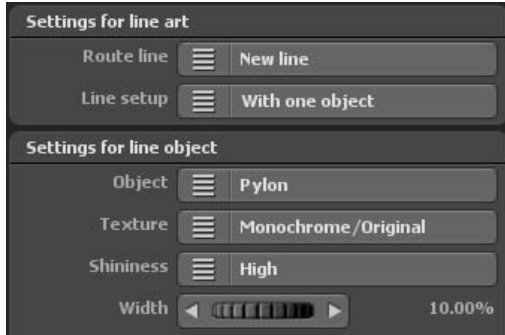 Settings for line art
Route line New line
Line setup With one object
Settings for line object
Object Pylon
Texture Monochrome/Original
Shininess High
Width 10.00%